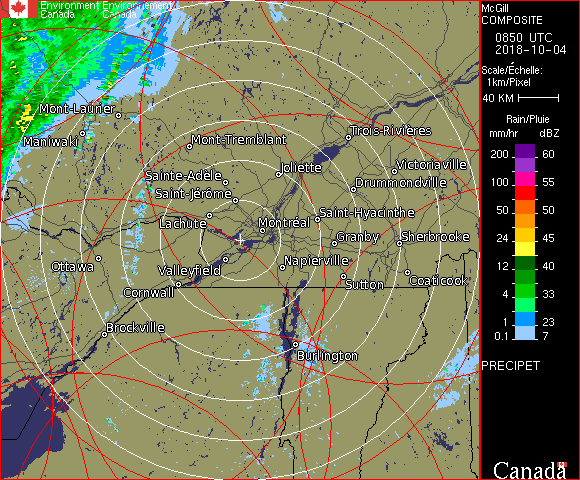 Environment Environnement
Canada Canada
McGill
COMPOSITE
0850 UTC
2018-10-04
Scale/Échelle:
1km/Pixel
40 KM
Rain/Pluie
mm/hr dBZ
200 60
55
100 55
50 50
24 45
12 40
4 33
1 23
0.1 7
PRECIPET
Canada
Mont-Laurier
Maniwaki
Mont-Tremblant
Trois-Rivières
Joliette
Victoriaville
Sainte-Adèle
Drummondville
Saint-Jérôme
Lachute
Saint-Hyacinthe
Montréal
Granby
Sherbrooke
Ottawa
Valleyfield
Napierville
Cornwall
Sutton
Coaticook
Brockville
Burlington